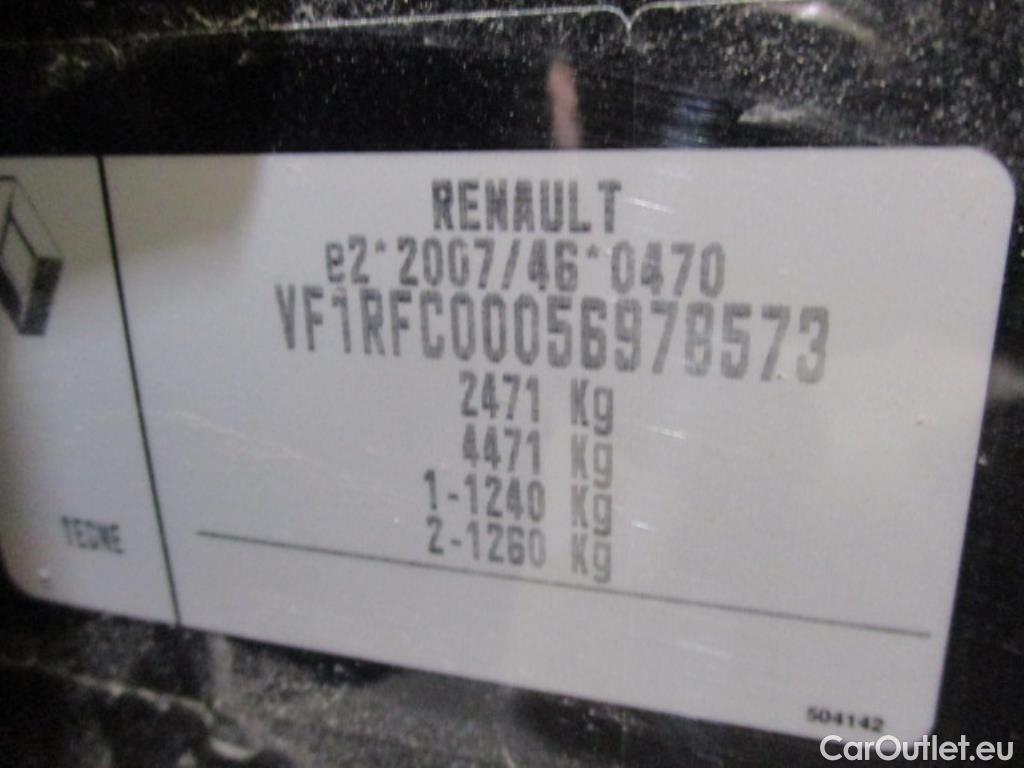 RENAULT
e2*2007/46*0470
VF1RFC00056978573
2471 Kg
4471 Kg
1-1240 Kg
2-1260 Kg
TECNE
504142
CarOutlet.eu